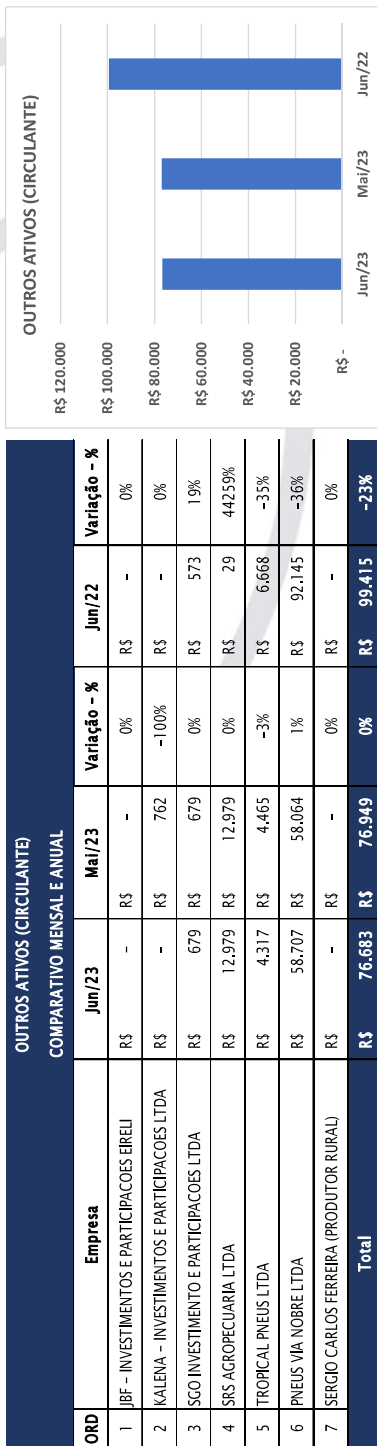 OUTROS ATIVOS (CIRCULANTE)
COMPARATIVO MENSAL E ANUAL
ORD Empresa Jun/23 Mai/23 Variação - % Jun/22 Variação - %
1 JBF - INVESTIMENTOS E PARTICIPACOES EIRELI R$ - R$ - 0% R$ - 0%
2 KALENA - INVESTIMENTOS E PARTICIPACOES LTDA R$ - R$ 762 -100% R$ - 0%
3 SGO INVESTIMENTO E PARTICIPACOES LTDA R$ 679 R$ 679 0% R$ 573 19%
4 SRS AGROPECUARIA LTDA R$ 12.979 R$ 12.979 0% R$ 29 44259%
5 TROPICAL PNEUS LTDA R$ 4.317 R$ 4.465 -3% R$ 6.668 -35%
6 PNEUS VIA NOBRE LTDA R$ 58.707 R$ 58.064 1% R$ 92.145 -36%
7 SERGIO CARLOS FERREIRA (PRODUTOR RURAL) R$ - R$ - 0% R$ - 0%
Total R$ 76.683 R$ 76.949 0% R$ 99.415 -23%
OUTROS ATIVOS (CIRCULANTE)
R$ 120.000
R$ 100.000
R$ 80.000
R$ 60.000
R$ 40.000
R$ 20.000
R$ -
Jun/23 Mai/23 Jun/22